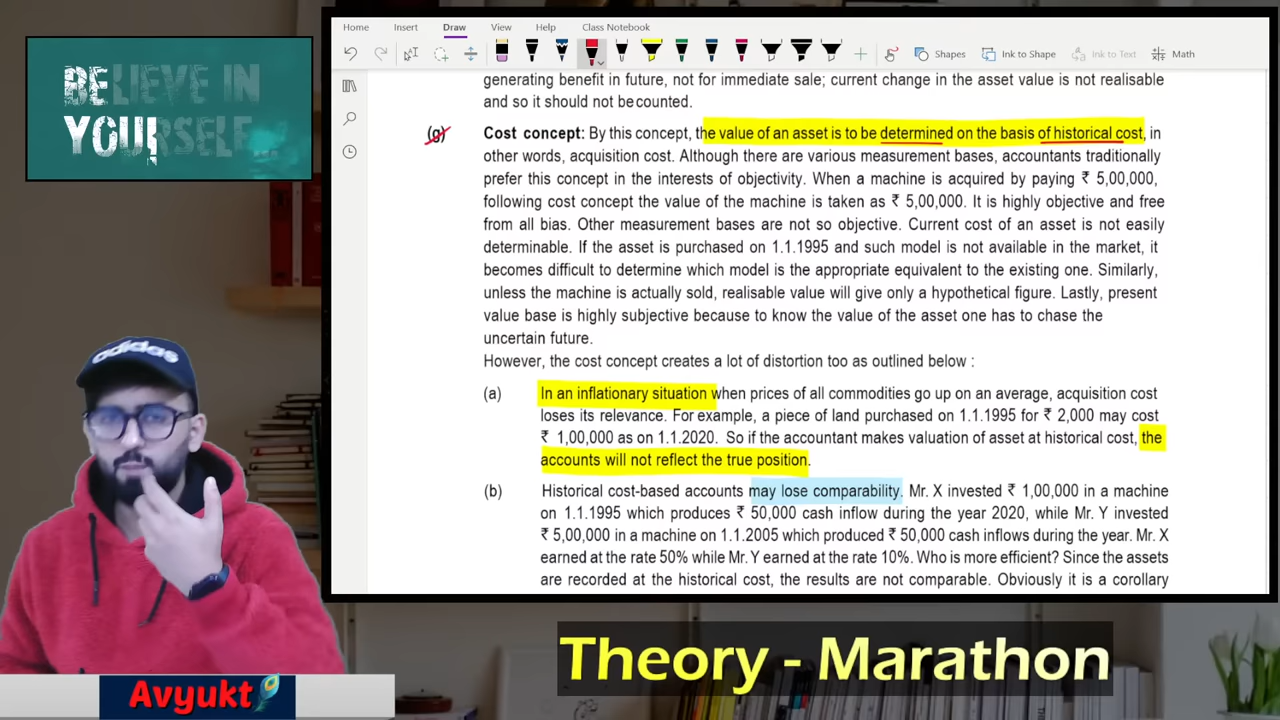 BELIEVE IN
YOURSELF..
Home Insert Draw View Help Class Notebook
Shapes Ink to Shape Ink to Text Math
generating benefit in future, not for immediate sale; current change in the asset value is not realisable
and so it should not be counted.
(g) Cost concept: By this concept, the value of an asset is to be determined on the basis of historical cost, in
other words, acquisition cost. Although there are various measurement bases, accountants traditionally
prefer this concept in the interests of objectivity. When a machine is acquired by paying ₹ 5,00,000,
following cost concept the value of the machine is taken as ₹ 5,00,000. It is highly objective and free
from all bias. Other measurement bases are not so objective. Current cost of an asset is not easily
determinable. If the asset is purchased on 1.1.1995 and such model is not available in the market, it
becomes difficult to determine which model is the appropriate equivalent to the existing one. Similarly,
unless the machine is actually sold, realisable value will give only a hypothetical figure. Lastly, present
value base is highly subjective because to know the value of the asset one has to chase the
uncertain future.
However, the cost concept creates a lot of distortion too as outlined below :
(a) In an inflationary situation when prices of all commodities go up on an average, acquisition cost
loses its relevance. For example, a piece of land purchased on 1.1.1995 for ₹ 2,000 may cost
₹ 1,00,000 as on 1.1.2020. So if the accountant makes valuation of asset at historical cost, the
accounts will not reflect the true position.
(b) Historical cost-based accounts may lose comparability. Mr. X invested ₹ 1,00,000 in a machine
on 1.1.1995 which produces ₹ 50,000 cash inflow during the year 2020, while Mr. Y invested
₹ 5,00,000 in a machine on 1.1.2005 which produced ₹ 50,000 cash inflows during the year. Mr. X
earned at the rate 50% while Mr. Y earned at the rate 10%. Who is more efficient? Since the assets
are recorded at the historical cost, the results are not comparable. Obviously it is a corollary
adidas
Theory - Marathon
Avyukt